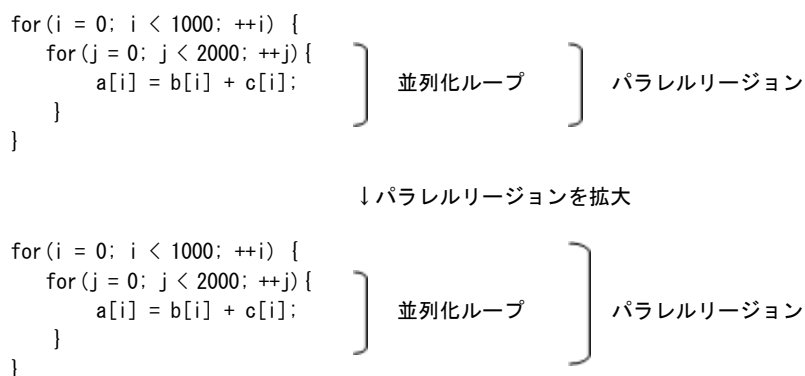 for(i = 0; i < 1000; ++i) {
for(j = 0; j < 2000; ++j){
a[i] = b[i] + c[i]; 並列化ループ パラレルリージョン
}
}
↓パラレルリージョンを拡大
for(i = 0; i < 1000; ++i) {
for(j = 0; j < 2000; ++j){
a[i] = b[i] + c[i]; 並列化ループ パラレルリージョン
}
}